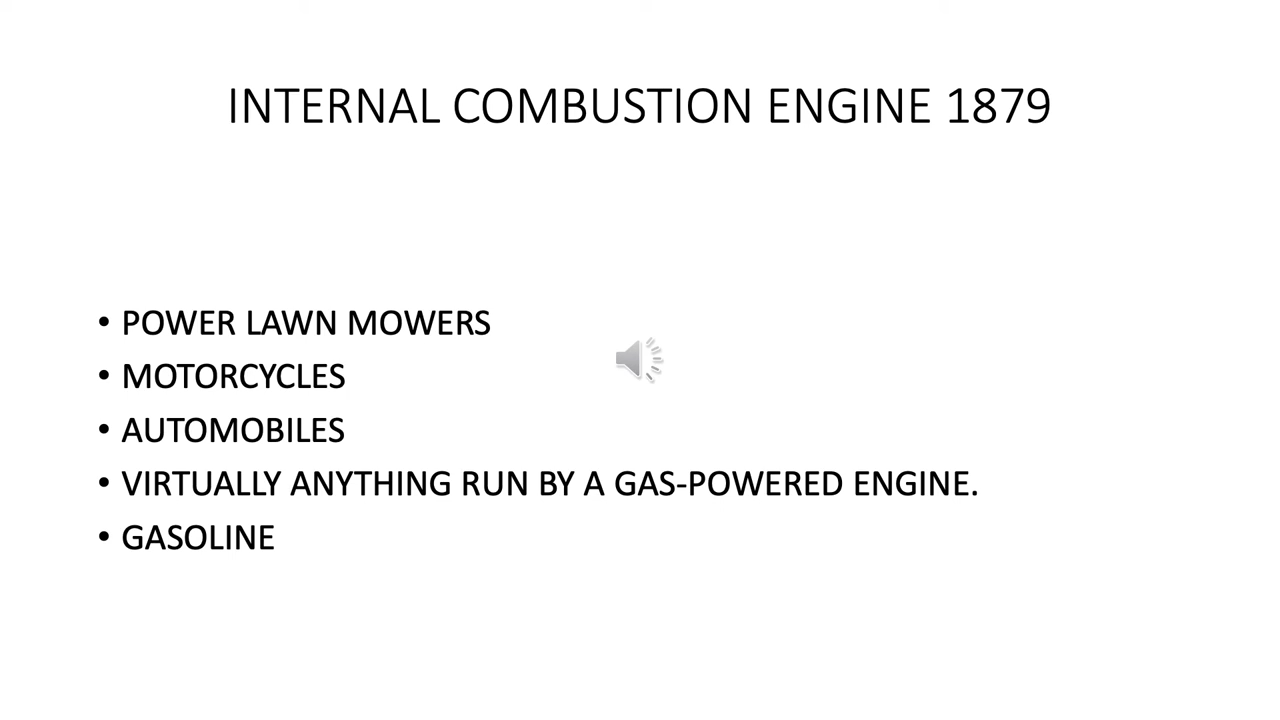 INTERNAL COMBUSTION ENGINE 1879
• POWER LAWN MOWERS
• MOTORCYCLES
• AUTOMOBILES
• VIRTUALLY ANYTHING RUN BY A GAS-POWERED ENGINE.
• GASOLINE